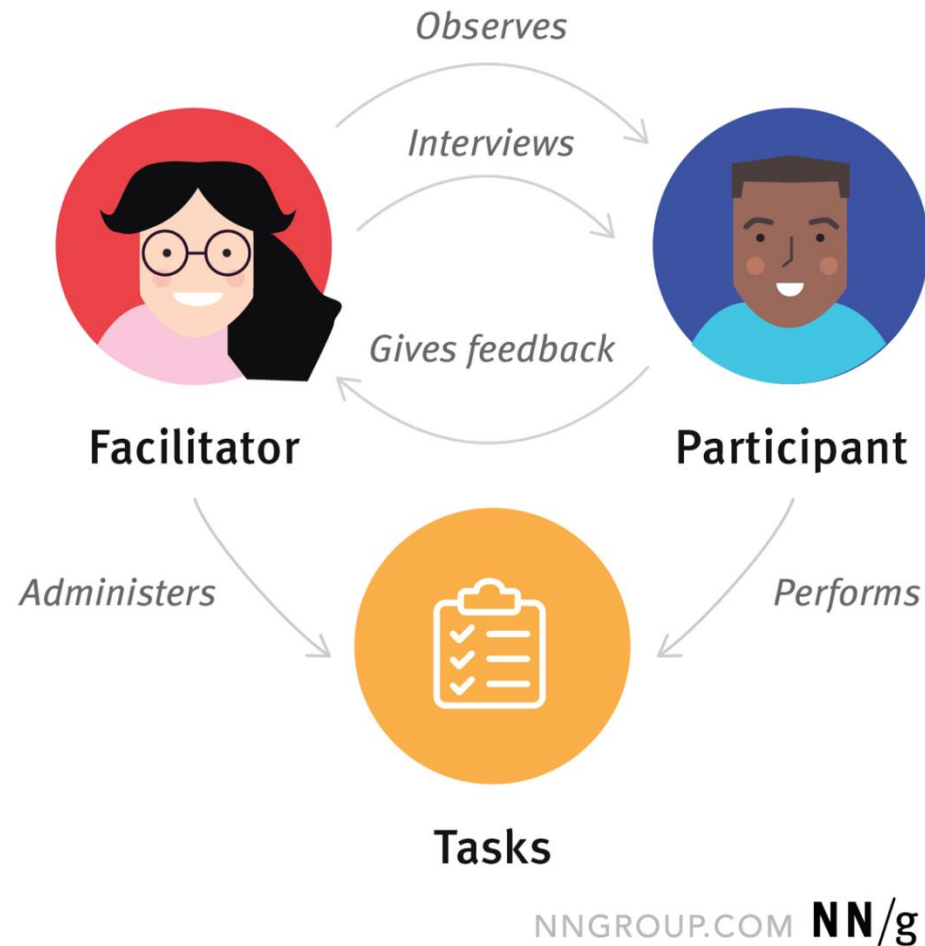 Observes
Interviews
Gives feedback
Facilitator
Participant
Administers
Performs
Tasks
NNGROUP.COM NN/g